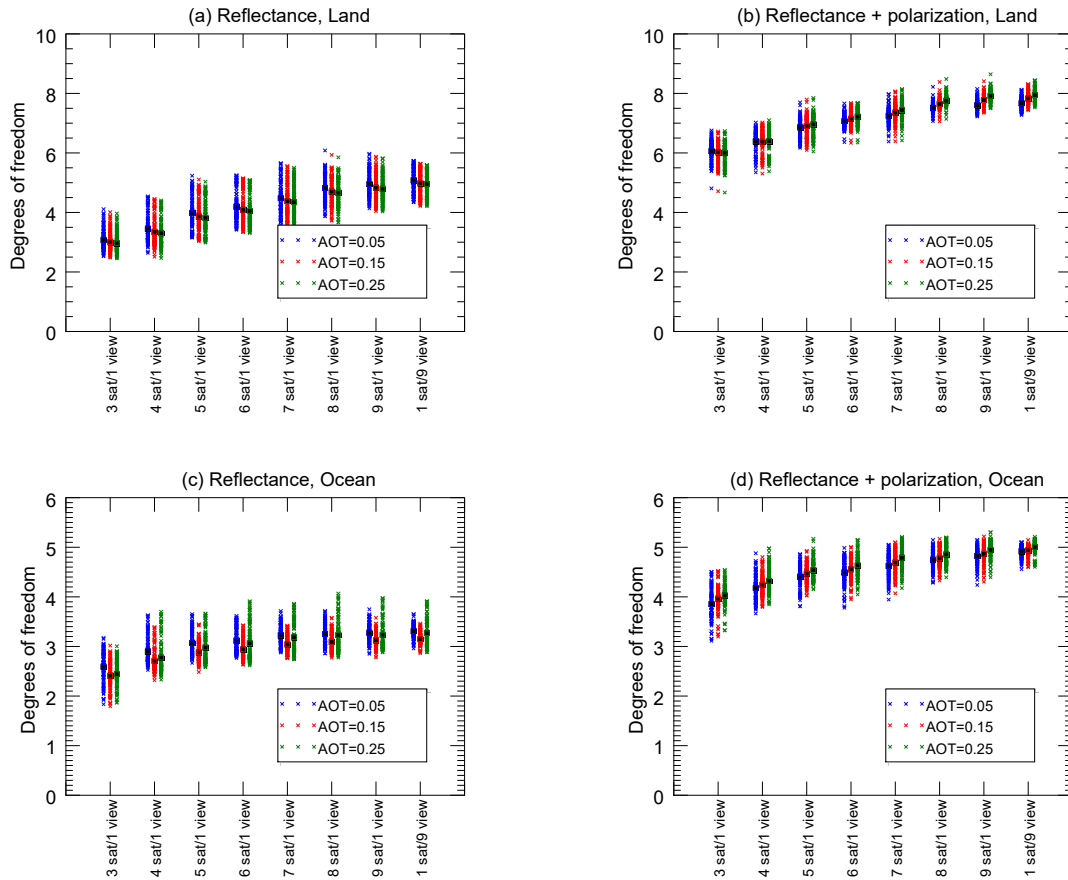 (a) Reflectance, Land
Degrees of freedom
10
8
6
4
2
0
AOT=0.05
AOT=0.15
AOT=0.25
3 sat/1 view
4 sat/1 view
5 sat/1 view
6 sat/1 view
7 sat/1 view
8 sat/1 view
9 sat/1 view
1 sat/9 view
(b) Reflectance + polarization, Land
Degrees of freedom
10
8
6
4
2
0
AOT=0.05
AOT=0.15
AOT=0.25
3 sat/1 view
4 sat/1 view
5 sat/1 view
6 sat/1 view
7 sat/1 view
8 sat/1 view
9 sat/1 view
1 sat/9 view
(c) Reflectance, Ocean
Degrees of freedom
6
5
4
3
2
1
0
AOT=0.05
AOT=0.15
AOT=0.25
3 sat/1 view
4 sat/1 view
5 sat/1 view
6 sat/1 view
7 sat/1 view
8 sat/1 view
9 sat/1 view
1 sat/9 view
(d) Reflectance + polarization, Ocean
Degrees of freedom
6
5
4
3
2
1
0
AOT=0.05
AOT=0.15
AOT=0.25
3 sat/1 view
4 sat/1 view
5 sat/1 view
6 sat/1 view
7 sat/1 view
8 sat/1 view
9 sat/1 view
1 sat/9 view